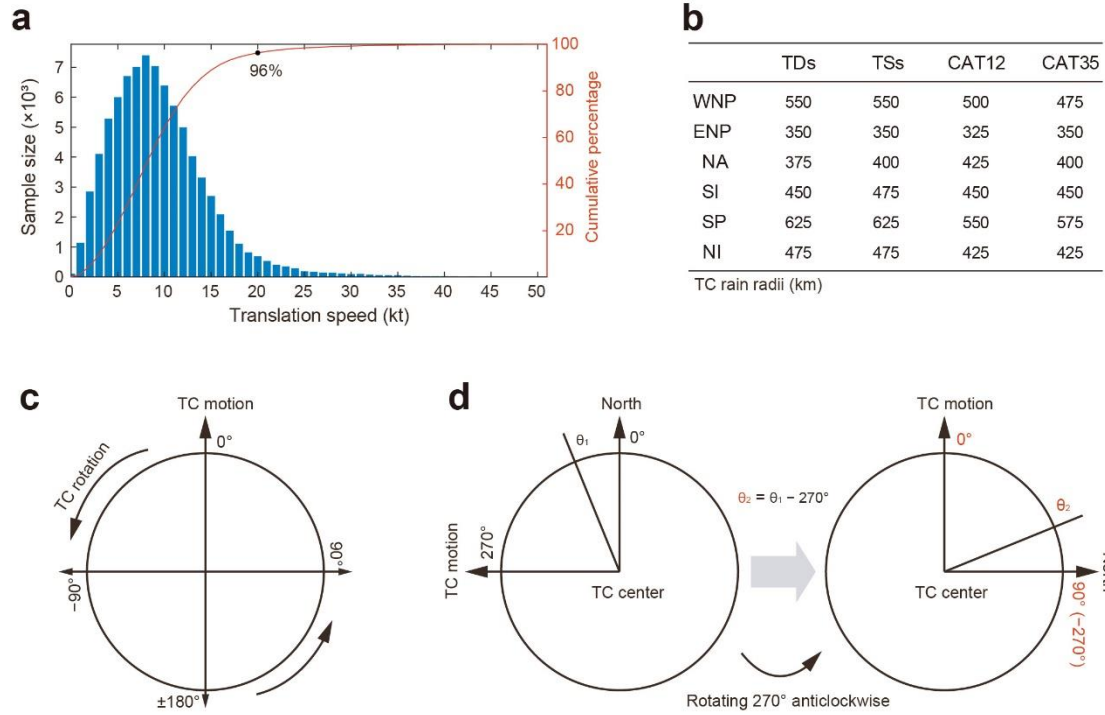 a
Sample size (×10³)
7
6
5
4
3
2
1
0
0 5 10 15 20 25 30 35 40 45 50
Translation speed (kt)
96%
100
80
60
40
20
Cumulative percentage
b
TDs TSs CAT12 CAT35
WNP 550 550 500 475
ENP 350 350 325 350
NA 375 400 425 400
SI 450 475 450 450
SP 625 625 550 575
NI 475 475 425 425
TC rain radii (km)
c
TC motion
0°
TC rotation
−90°
90°
±180°
d
North
θ₁
0°
TC motion
270°
TC center
θ₂ = θ₁ − 270°
Rotating 270° anticlockwise
TC motion
0°
θ₂
TC center
90° (−270°)